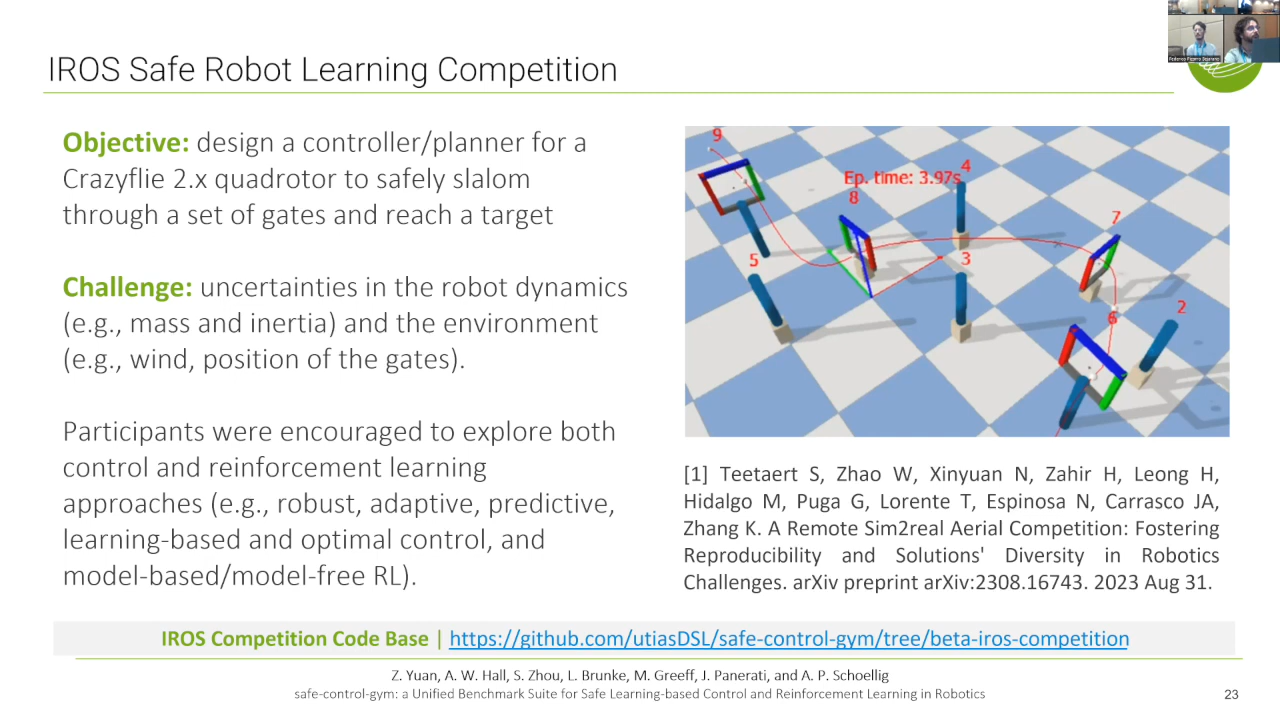 IROS Safe Robot Learning Competition
Objective: design a controller/planner for a
Crazyflie 2.x quadrotor to safely slalom
through a set of gates and reach a target
Challenge: uncertainties in the robot dynamics
(e.g., mass and inertia) and the environment
(e.g., wind, position of the gates).
Participants were encouraged to explore both
control and reinforcement learning
approaches (e.g., robust, adaptive, predictive,
learning-based and optimal control, and
model-based/model-free RL).
9
Ep. time: 3.97s
4
8
7
5
3
6
2
[1] Teetaert S, Zhao W, Xinyuan N, Zahir H, Leong H,
Hidalgo M, Puga G, Lorente T, Espinosa N, Carrasco JA,
Zhang K. A Remote Sim2real Aerial Competition: Fostering
Reproducibility and Solutions' Diversity in Robotics
Challenges. arXiv preprint arXiv:2308.16743. 2023 Aug 31.
IROS Competition Code Base | https://github.com/utiasDSL/safe-control-gym/tree/beta-iros-competition
Z. Yuan, A. W. Hall, S. Zhou, L. Brunke, M. Greeff, J. Panerati, and A. P. Schoellig
safe-control-gym: a Unified Benchmark Suite for Safe Learning-based Control and Reinforcement Learning in Robotics
23